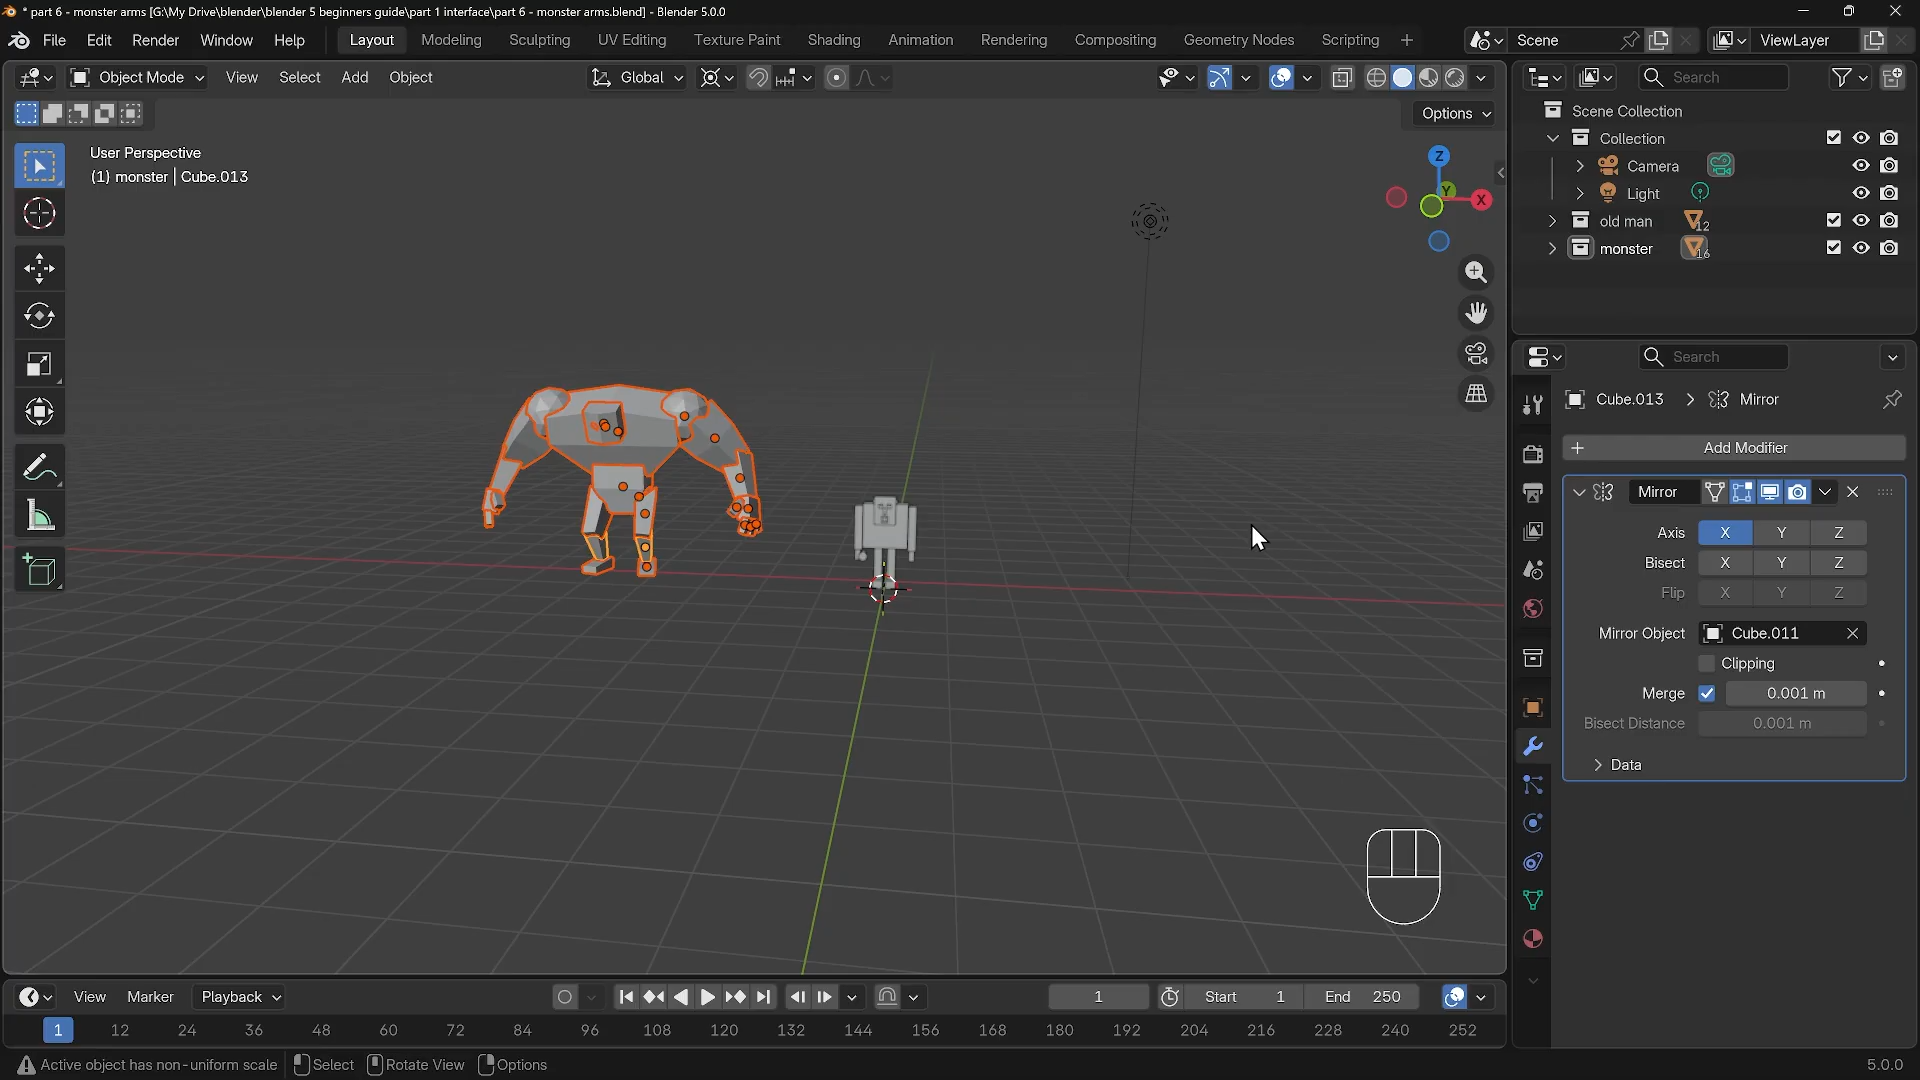 * part 6 - monster arms [G:\My Drive\blender\blender 5 beginners guide\part 1 interface\part 6 - monster arms.blend] - Blender 5.0.0
File Edit Render Window Help Layout Modeling Sculpting UV Editing Texture Paint Shading Animation Rendering Compositing Geometry Nodes Scripting + Scene ViewLayer
Object Mode View Select Add Object Global Search
Options
User Perspective
(1) monster | Cube.013
Z
Y
X
Scene Collection
Collection
Camera
Light
old man 12
monster 16
Search
Cube.013 > Mirror
+ Add Modifier
Mirror
Axis X Y Z
Bisect X Y Z
Flip X Y Z
Mirror Object Cube.011
Clipping
Merge 0.001 m
Bisect Distance 0.001 m
Data
View Marker Playback 1 Start 1 End 250
1 12 24 36 48 60 72 84 96 108 120 132 144 156 168 180 192 204 216 228 240 252
Active object has non-uniform scale Select Rotate View Options 5.0.0